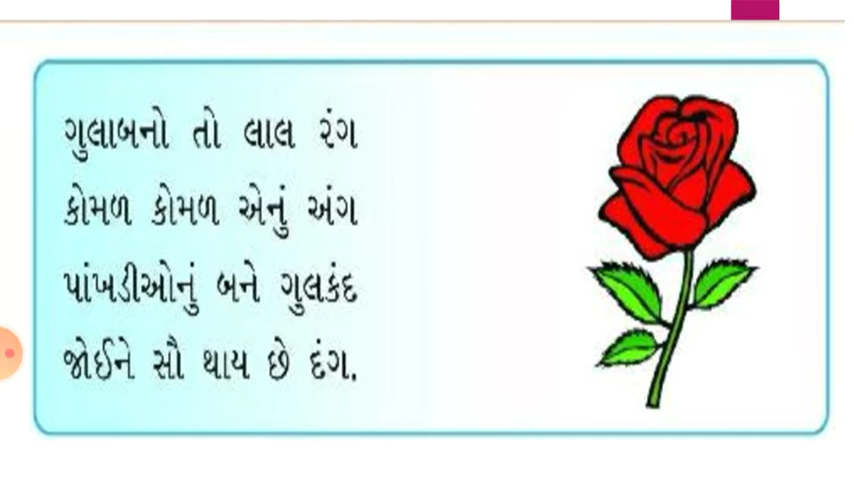 ગુલાબનો તો લાલ રંગ
કોમળ કોમળ એનું અંગ
પાંખડીઓનું બને ગુલકંદ
જોઈને સૌ થાય છે દંગ.